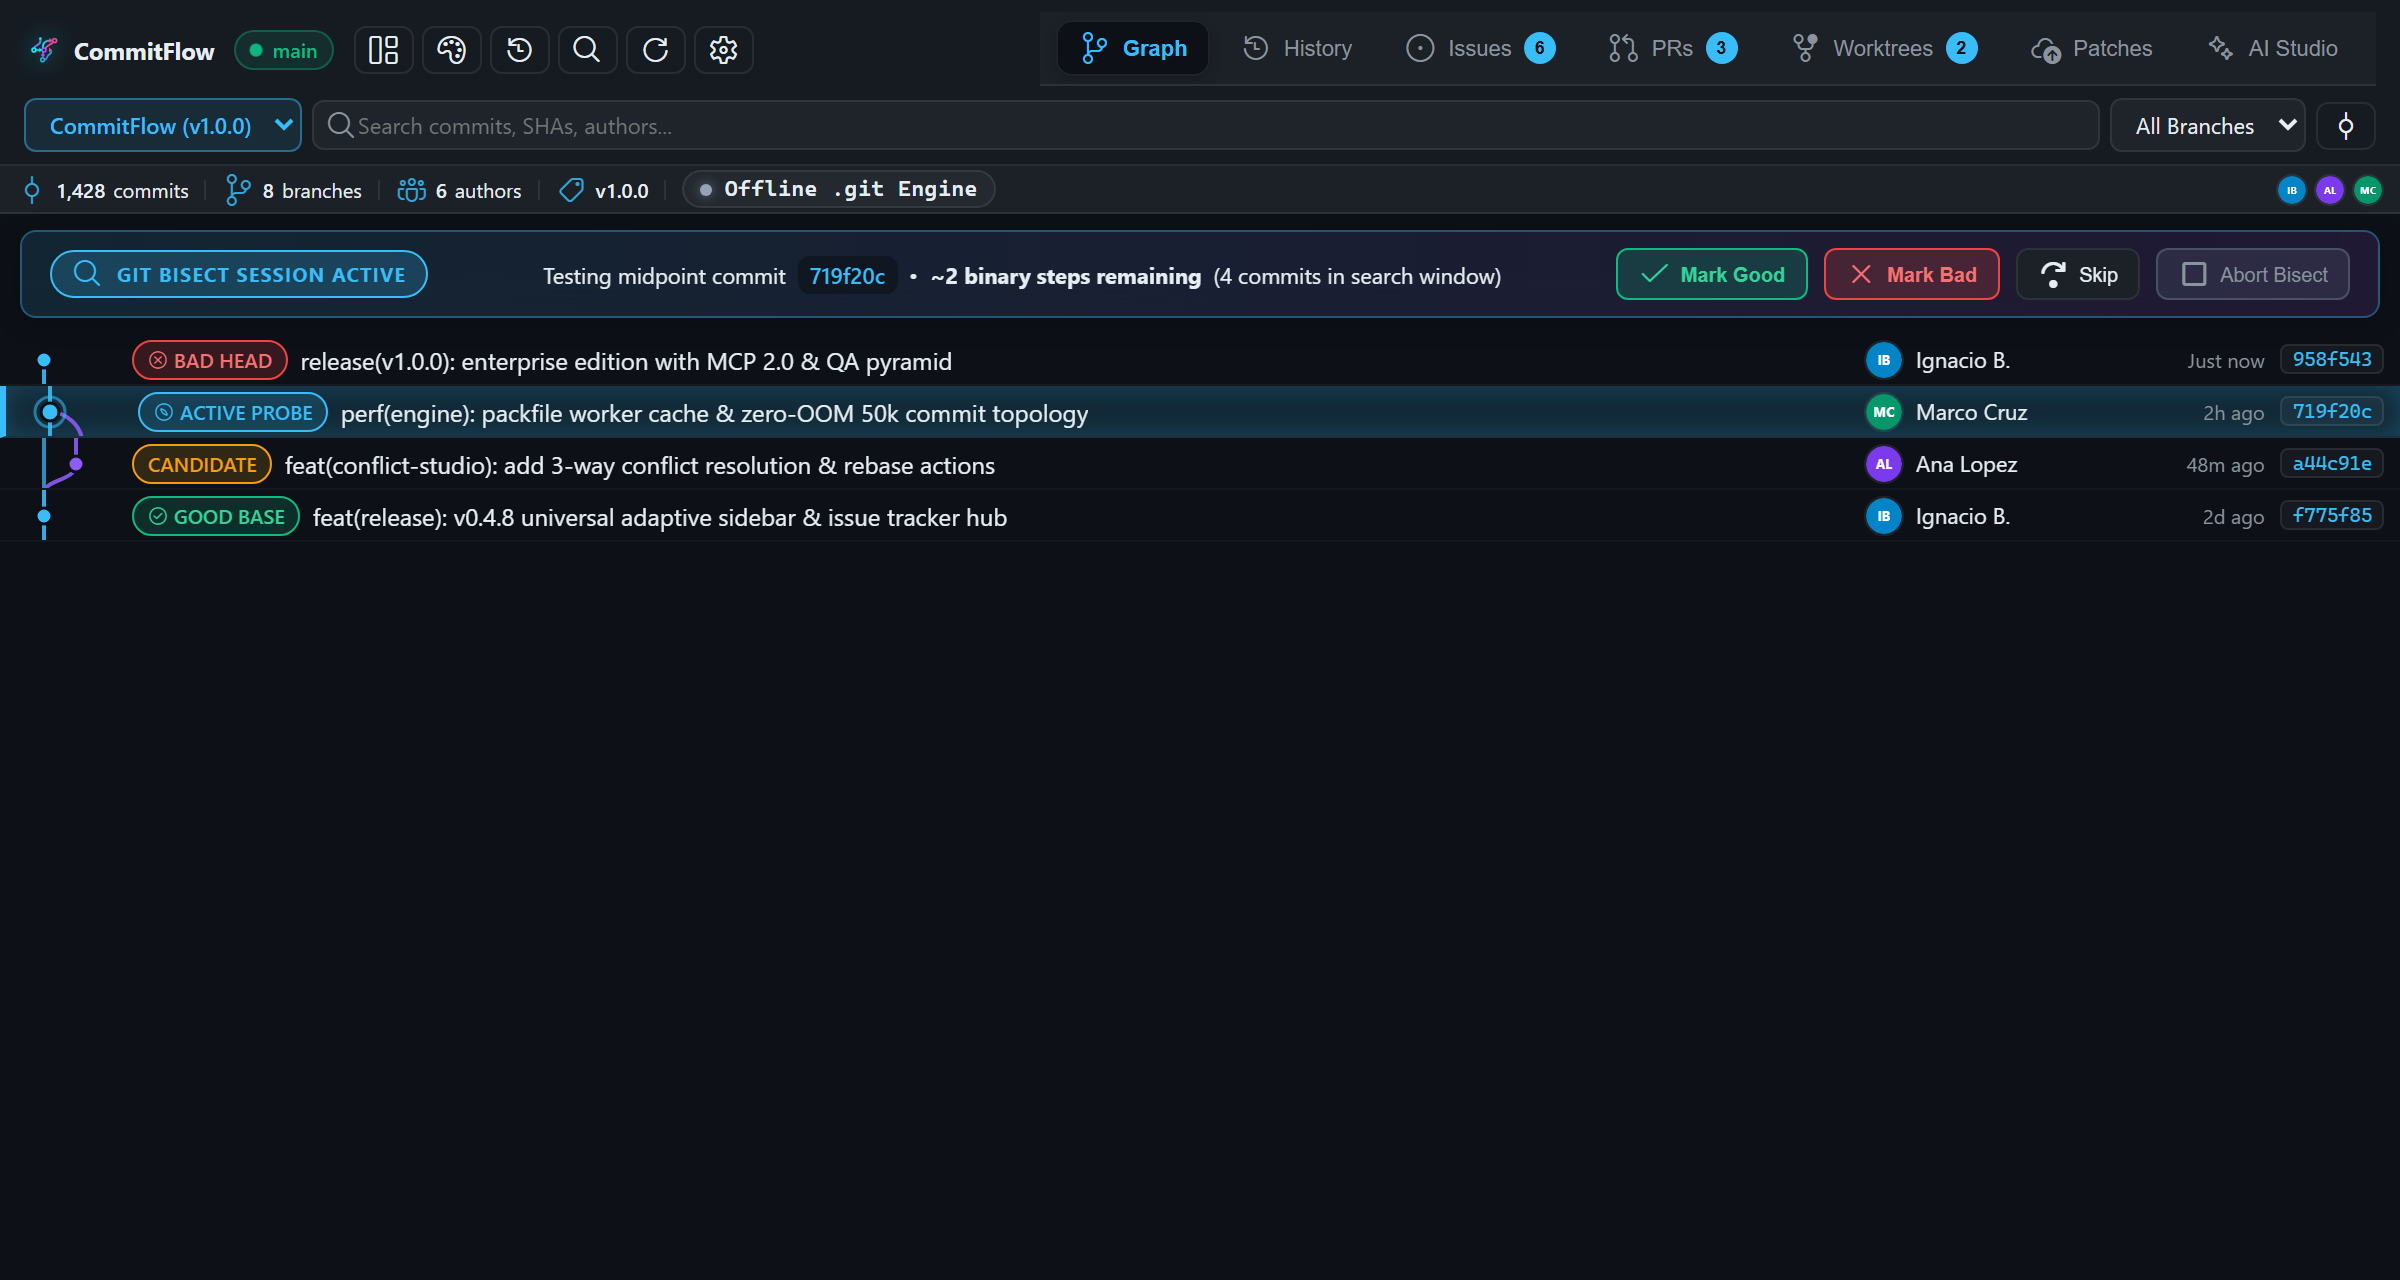 CommitFlow main Graph History Issues 6 PRs 3 Worktrees 2 Patches AI Studio
CommitFlow (v1.0.0) Search commits, SHAs, authors... All Branches
1,428 commits 8 branches 6 authors v1.0.0 Offline .git Engine IB AL MC
GIT BISECT SESSION ACTIVE Testing midpoint commit 719f20c • ~2 binary steps remaining (4 commits in search window) Mark Good Mark Bad Skip Abort Bisect
BAD HEAD release(v1.0.0): enterprise edition with MCP 2.0 & QA pyramid IB Ignacio B. Just now 958f543
ACTIVE PROBE perf(engine): packfile worker cache & zero-OOM 50k commit topology MC Marco Cruz 2h ago 719f20c
CANDIDATE feat(conflict-studio): add 3-way conflict resolution & rebase actions AL Ana Lopez 48m ago a44c91e
GOOD BASE feat(release): v0.4.8 universal adaptive sidebar & issue tracker hub IB Ignacio B. 2d ago f775f85